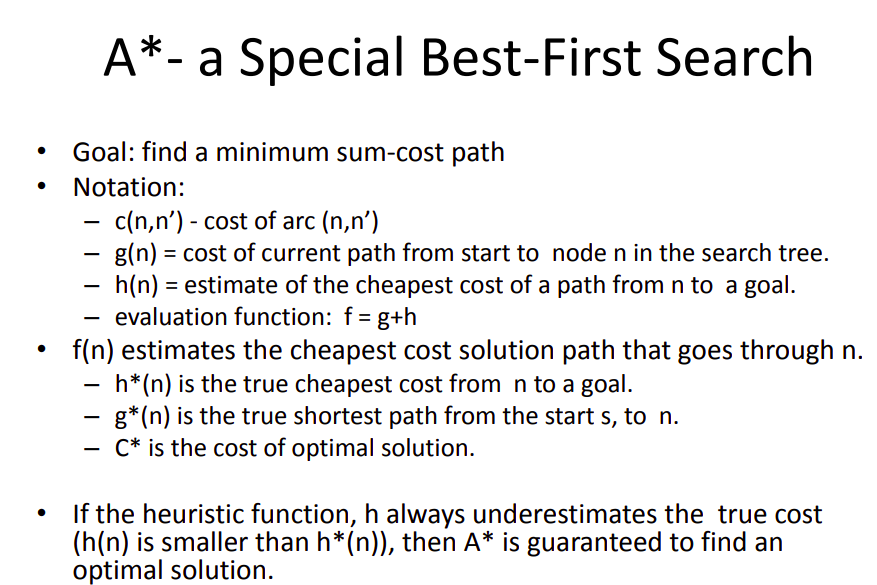 A*- a Special Best-First Search
• Goal: find a minimum sum-cost path
• Notation:
– c(n,n’) - cost of arc (n,n’)
– g(n) = cost of current path from start to node n in the search tree.
– h(n) = estimate of the cheapest cost of a path from n to a goal.
– evaluation function: f = g+h
• f(n) estimates the cheapest cost solution path that goes through n.
– h*(n) is the true cheapest cost from n to a goal.
– g*(n) is the true shortest path from the start s, to n.
– C* is the cost of optimal solution.
• If the heuristic function, h always underestimates the true cost
(h(n) is smaller than h*(n)), then A* is guaranteed to find an
optimal solution.